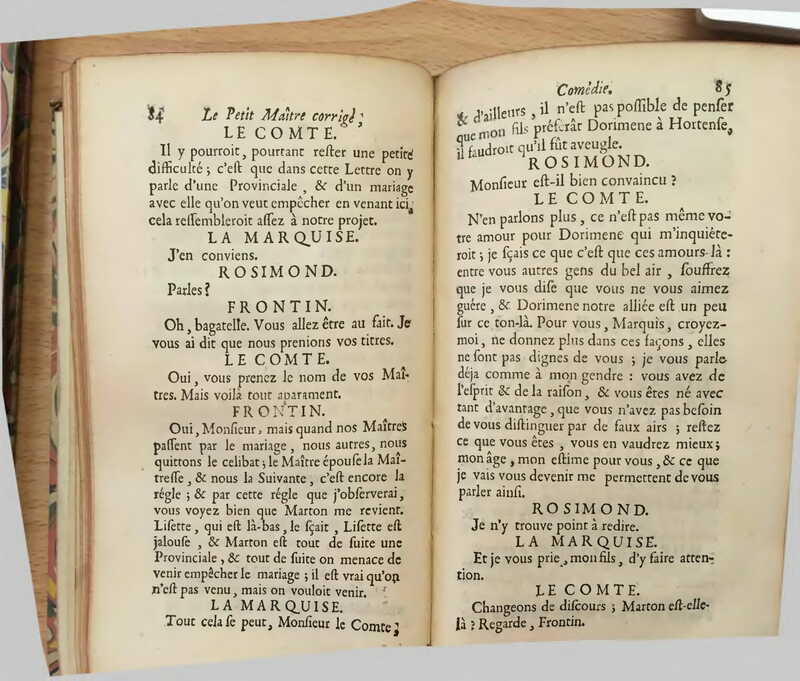 84 Le Petit Maître corrigé;
LE COMTE.
Il y pourroit, pourtant reſter une petite
difficulté ; c'eſt que dans cette Lettre on y
parle d'une Provinciale, & d'un mariage
avec elle qu'on veut empêcher en venant ici,
cela reſſembleroit aſſez à notre projet.
LA MARQUISE.
J'en conviens.
ROSIMOND.
Parles ?
FRONTIN.
Oh, bagatelle. Vous allez être au fait. Je
vous ai dit que nous prenions vos titres.
LE COMTE.
Oui, vous prenez le nom de vos Maî-
tres. Mais voilà tout aparament.
FRONTIN.
Oui, Monſieur, mais quand nos Maîtres
paſſent par le mariage, nous autres, nous
quittons le celibat ; le Maître épouſe la Maî-
treſſe, & nous la Suivante, c'eſt encore la
régle ; & par cette régle que j'obſerverai,
vous voyez bien que Marton me revient.
Liſette, qui eſt là-bas, le ſçait, Liſette eſt
jalouſe, & Marton eſt tout de ſuite une
Provinciale, & tout de ſuite on menace de
venir empêcher le mariage ; il eſt vrai qu'on
n'eſt pas venu, mais on vouloit venir.
LA MARQUISE.
Tout cela ſe peut, Monſieur le Comte;
Comédie. 85
& d'ailleurs, il n'eſt pas poſſible de penſer
que mon fils préferât Dorimene à Hortenſe,
il faudroit qu'il fût aveugle.
ROSIMOND.
Monſieur eſt-il bien convaincu ?
LE COMTE.
N'en parlons plus, ce n'eſt pas même vo-
tre amour pour Dorimene qui m'inquiéte-
roit ; je ſçais ce que c'eſt que ces amours-là :
entre vous autres gens du bel air, ſouffrez
que je vous diſe que vous ne vous aimez
guére, & Dorimene notre alliée eſt un peu
ſur ce ton-là. Pour vous, Marquis, croyez-
moi, ne donnez plus dans ces façons, elles
ne ſont pas dignes de vous ; je vous parle
déja comme à mon gendre : vous avez de
l'eſprit & de la raiſon, & vous êtes né avec
tant d'avantage, que vous n'avez pas beſoin
de vous diſtinguer par de faux airs ; reſtez
ce que vous êtes, vous en vaudrez mieux ;
mon âge, mon eſtime pour vous, & ce que
je vais vous devenir me permettent de vous
parler ainſi.
ROSIMOND.
Je n'y trouve point à redire.
LA MARQUISE.
Et je vous prie, mon fils, d'y faire atten-
tion.
LE COMTE.
Changeons de diſcours ; Marton eſt-elle-
là ? Regarde, Frontin.